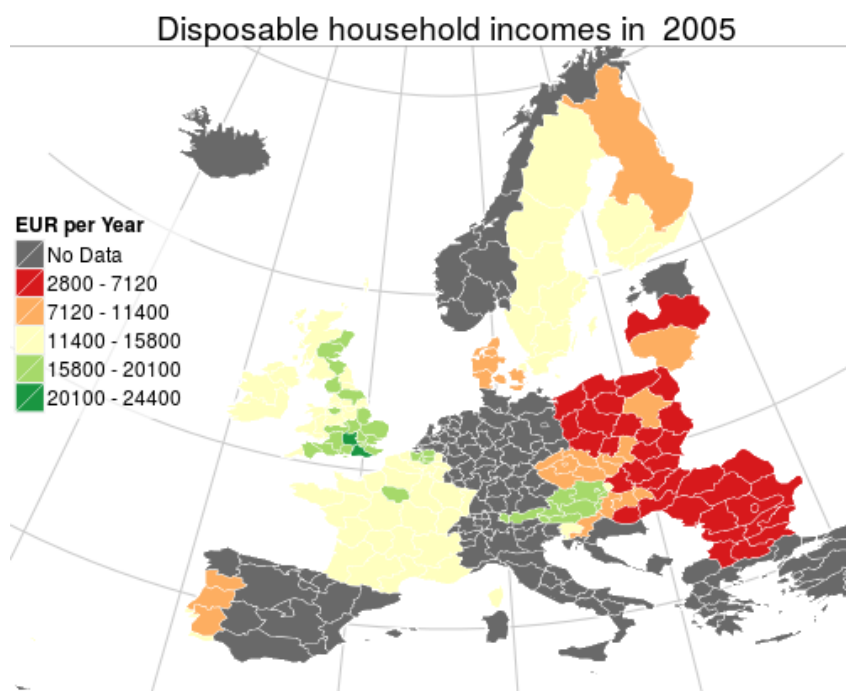 Disposable household incomes in  2005
EUR per Year
No Data
2800 - 7120
7120 - 11400
11400 - 15800
15800 - 20100
20100 - 24400